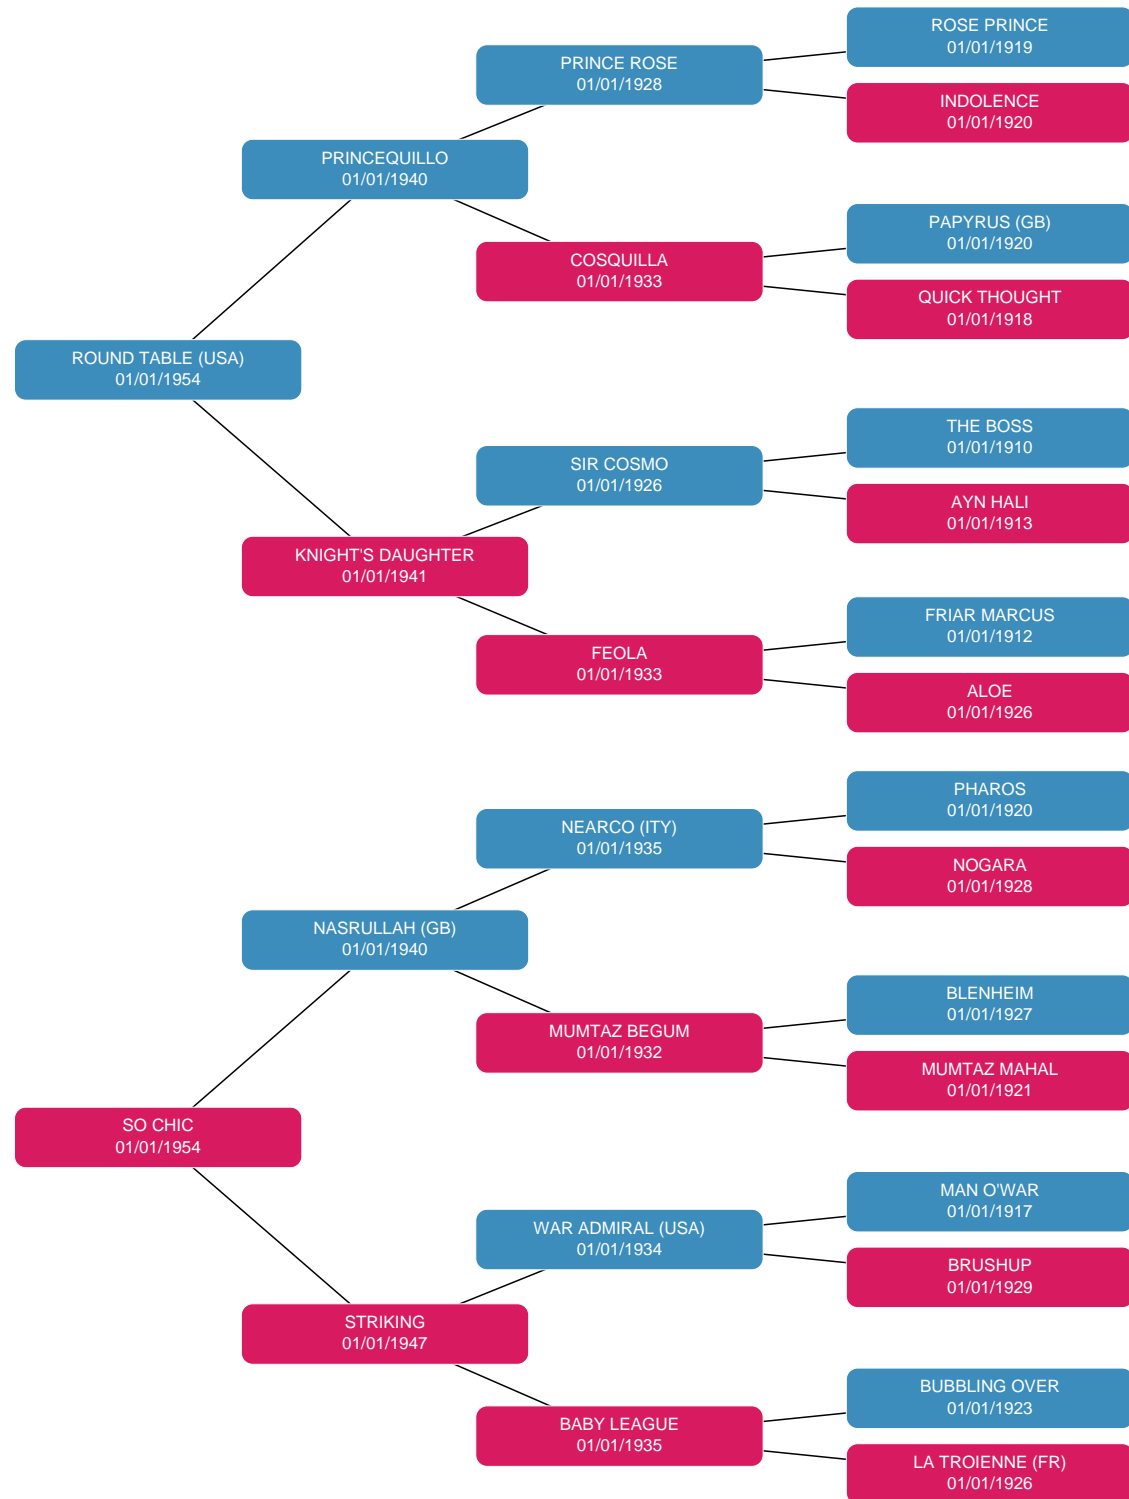 ROSE PRINCE
01/01/1919
PRINCE ROSE
01/01/1928
INDOLENCE
01/01/1920
PRINCEQUILLO
01/01/1940
PAPYRUS (GB)
01/01/1920
COSQUILLA
01/01/1933
QUICK THOUGHT
01/01/1918
ROUND TABLE (USA)
01/01/1954
THE BOSS
01/01/1910
SIR COSMO
01/01/1926
AYN HALI
01/01/1913
KNIGHT'S DAUGHTER
01/01/1941
FRIAR MARCUS
01/01/1912
FEOLA
01/01/1933
ALOE
01/01/1926
PHAROS
01/01/1920
NEARCO (ITY)
01/01/1935
NOGARA
01/01/1928
NASRULLAH (GB)
01/01/1940
BLENHEIM
01/01/1927
MUMTAZ BEGUM
01/01/1932
MUMTAZ MAHAL
01/01/1921
SO CHIC
01/01/1954
MAN O'WAR
01/01/1917
WAR ADMIRAL (USA)
01/01/1934
BRUSHUP
01/01/1929
STRIKING
01/01/1947
BUBBLING OVER
01/01/1923
BABY LEAGUE
01/01/1935
LA TROIENNE (FR)
01/01/1926